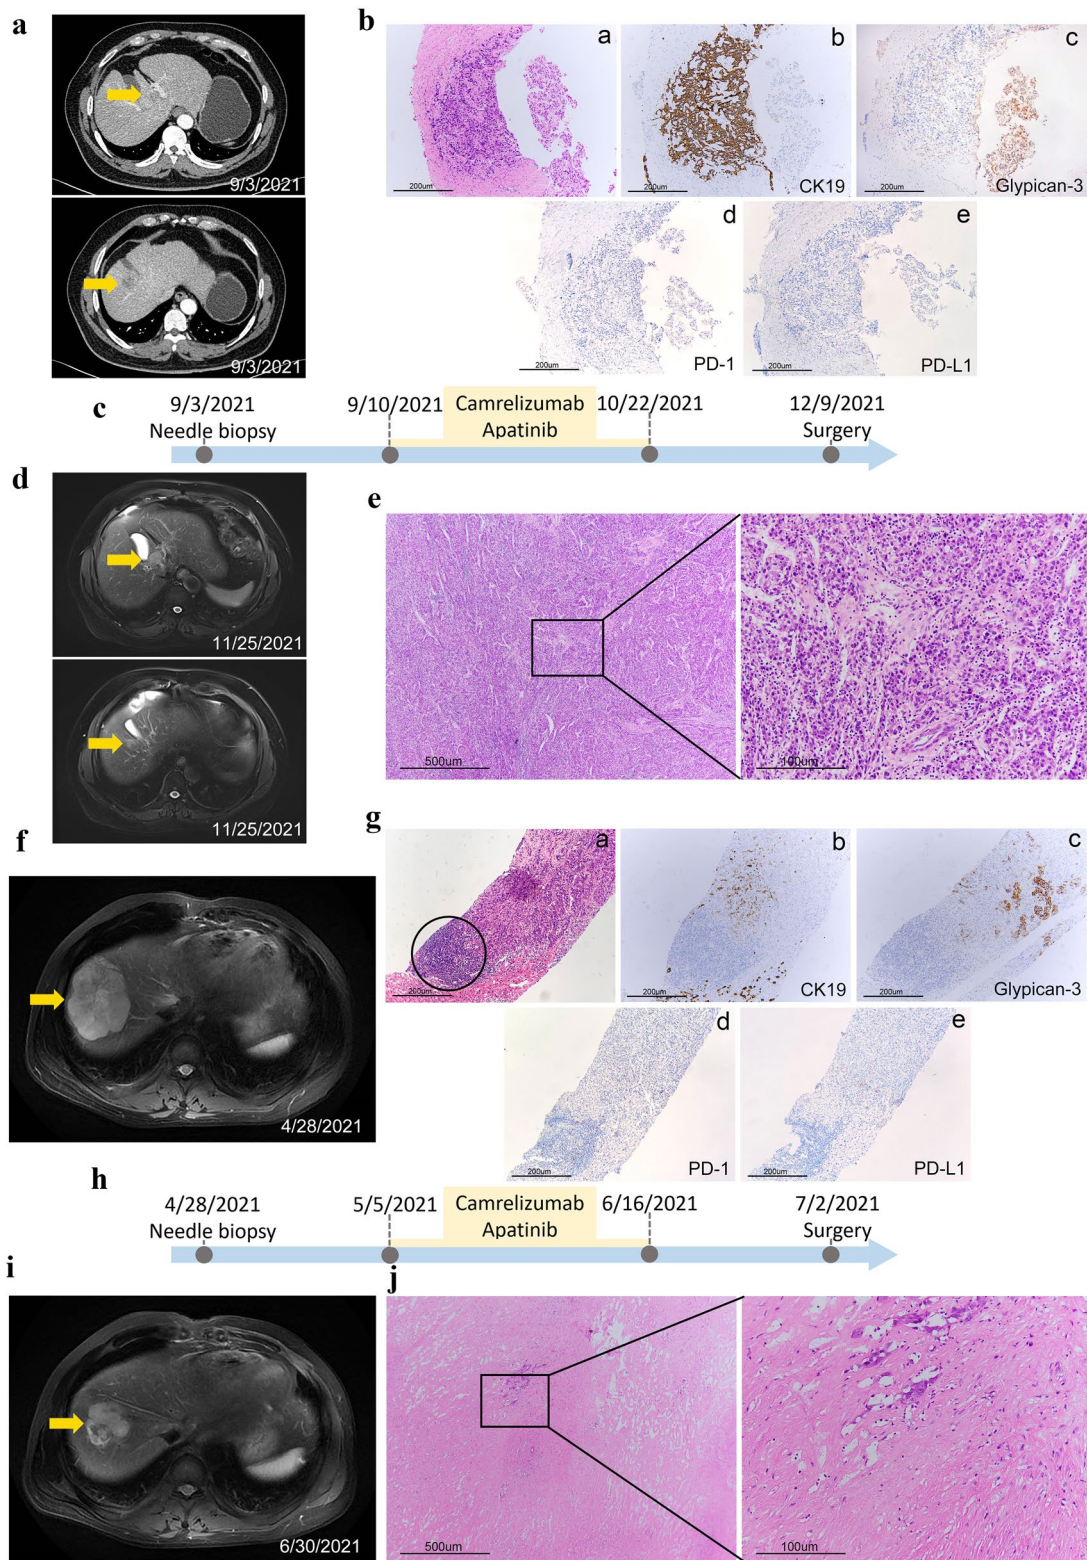 a
9/3/2021
9/3/2021
b
a
200um
b
CK19
200um
c
Glypican-3
200um
d
PD-1
200um
e
PD-L1
200um
c
9/3/2021
Needle biopsy
9/10/2021
Camrelizumab
Apatinib
10/22/2021
12/9/2021
Surgery
d
11/25/2021
11/25/2021
e
500um
100um
f
4/28/2021
g
a
200um
b
CK19
200um
c
Glypican-3
200um
d
PD-1
200um
e
PD-L1
200um
h
4/28/2021
Needle biopsy
5/5/2021
Camrelizumab
Apatinib
6/16/2021
7/2/2021
Surgery
i
6/30/2021
j
500um
100um